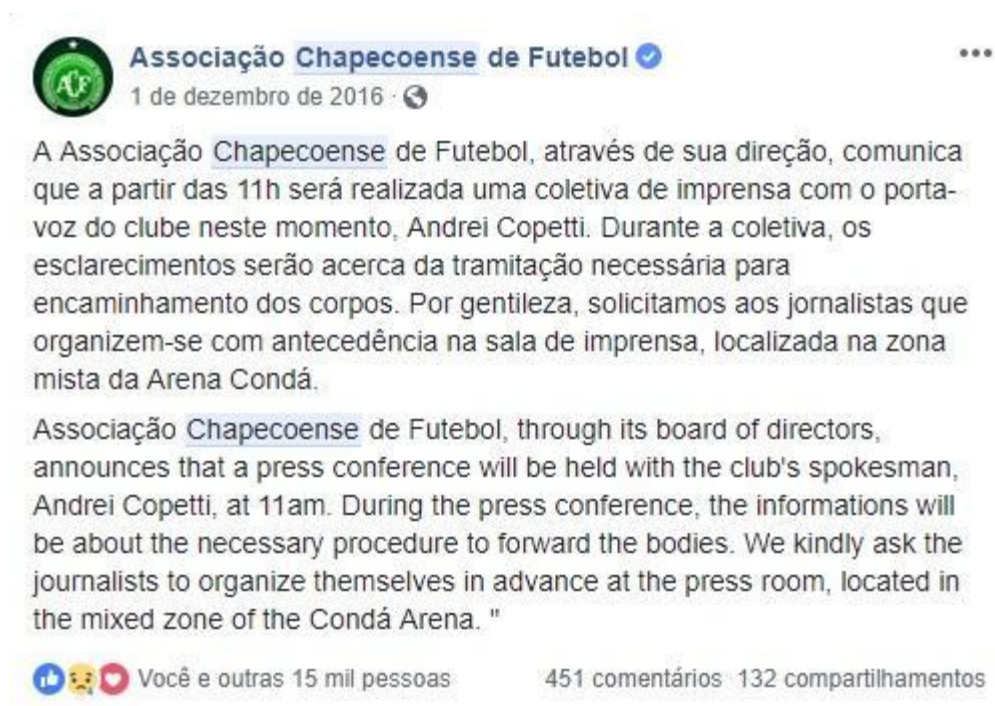 ACF
Associação Chapecoense de Futebol
1 de dezembro de 2016 ·
A Associação Chapecoense de Futebol, através de sua direção, comunica
que a partir das 11h será realizada uma coletiva de imprensa com o porta-
voz do clube neste momento, Andrei Copetti. Durante a coletiva, os
esclarecimentos serão acerca da tramitação necessária para
encaminhamento dos corpos. Por gentileza, solicitamos aos jornalistas que
organizem-se com antecedência na sala de imprensa, localizada na zona
mista da Arena Condá.
Associação Chapecoense de Futebol, through its board of directors,
announces that a press conference will be held with the club's spokesman,
Andrei Copetti, at 11am. During the press conference, the informations will
be about the necessary procedure to forward the bodies. We kindly ask the
journalists to organize themselves in advance at the press room, located in
the mixed zone of the Condá Arena. "
Você e outras 15 mil pessoas 451 comentários 132 compartilhamentos